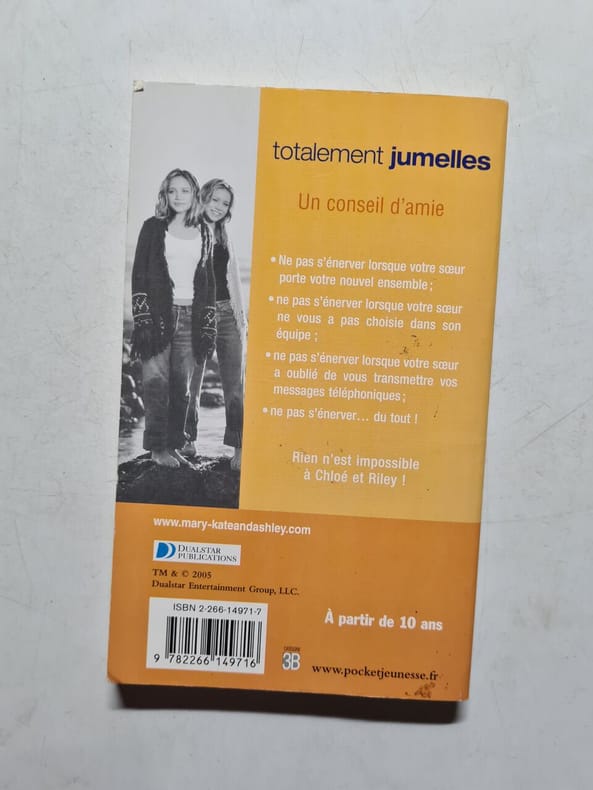 totalement jumelles
Un conseil d'amie
• Ne pas s'énerver lorsque votre sœur
porte votre nouvel ensemble ;
• ne pas s'énerver lorsque votre sœur
ne vous a pas choisie dans son
équipe ;
• ne pas s'énerver lorsque votre sœur
a oublié de vous transmettre vos
messages téléphoniques ;
• ne pas s'énerver... du tout !
Rien n'est impossible
à Chloé et Riley !
www.mary-kateandashley.com
DUALSTAR
PUBLICATIONS
TM & © 2005
Dualstar Entertainment Group, LLC.
ISBN 2-266-14971-7
9 782266 149716
CATÉGORIE
3B
À partir de 10 ans
www.pocketjeunesse.fr